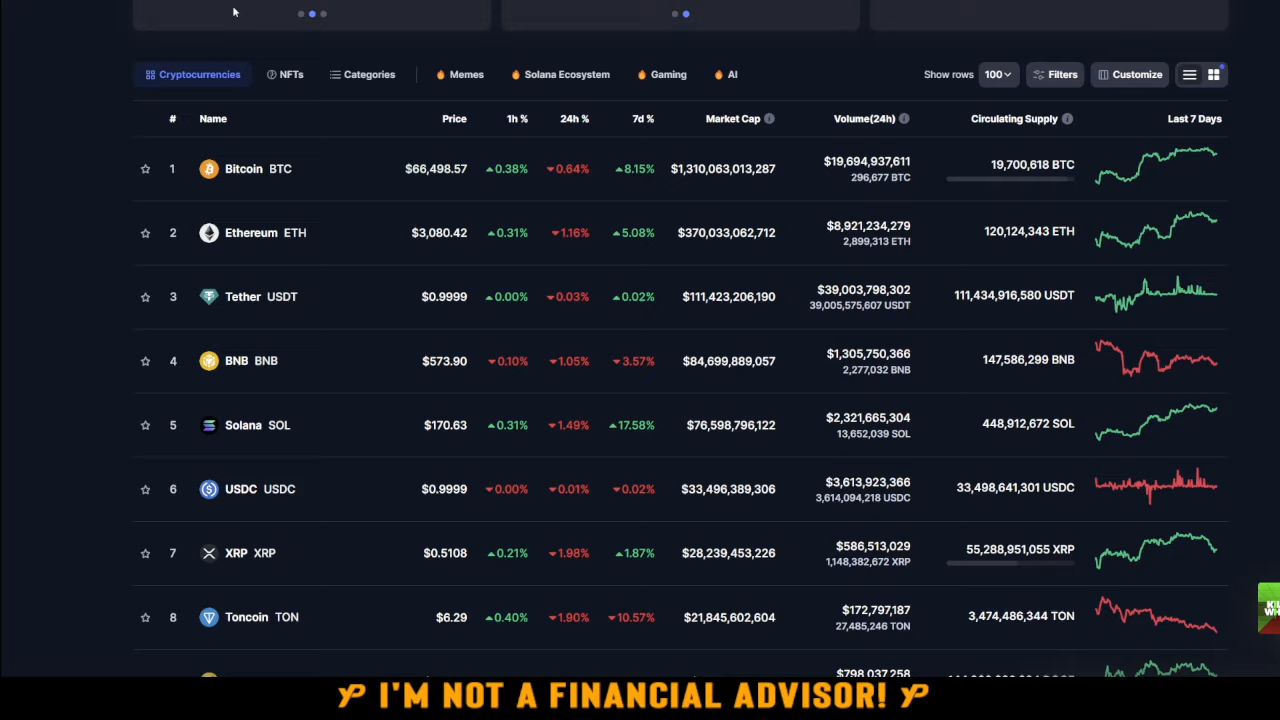 Cryptocurrencies NFTs Categories Memes Solana Ecosystem Gaming AI Show rows 100 Filters Customize
# Name Price 1h % 24h % 7d % Market Cap Volume(24h) Circulating Supply Last 7 Days
1 Bitcoin BTC $66,498.57 0.38% 0.64% 8.15% $1,310,063,013,287 $19,694,937,611 19,700,618 BTC
296,677 BTC
2 Ethereum ETH $3,080.42 0.31% 1.16% 5.08% $370,033,062,712 $8,921,234,279 120,124,343 ETH
2,899,313 ETH
3 Tether USDT $0.9999 0.00% 0.03% 0.02% $111,423,206,190 $39,003,798,302 111,434,916,580 USDT
39,005,575,607 USDT
4 BNB BNB $573.90 0.10% 1.05% 3.57% $84,699,889,057 $1,305,750,366 147,586,299 BNB
2,277,032 BNB
5 Solana SOL $170.63 0.31% 1.49% 17.58% $76,598,796,122 $2,321,665,304 448,912,672 SOL
13,652,039 SOL
6 USDC USDC $0.9999 0.00% 0.01% 0.02% $33,496,389,306 $3,613,923,366 33,498,641,301 USDC
3,614,094,218 USDC
7 XRP XRP $0.5108 0.21% 1.98% 1.87% $28,239,453,226 $586,513,029 55,288,951,055 XRP
1,148,382,672 XRP
8 Toncoin TON $6.29 0.40% 1.90% 10.57% $21,845,602,604 $172,797,187 3,474,486,344 TON
27,485,246 TON
$798,037,258
I'M NOT A FINANCIAL ADVISOR!